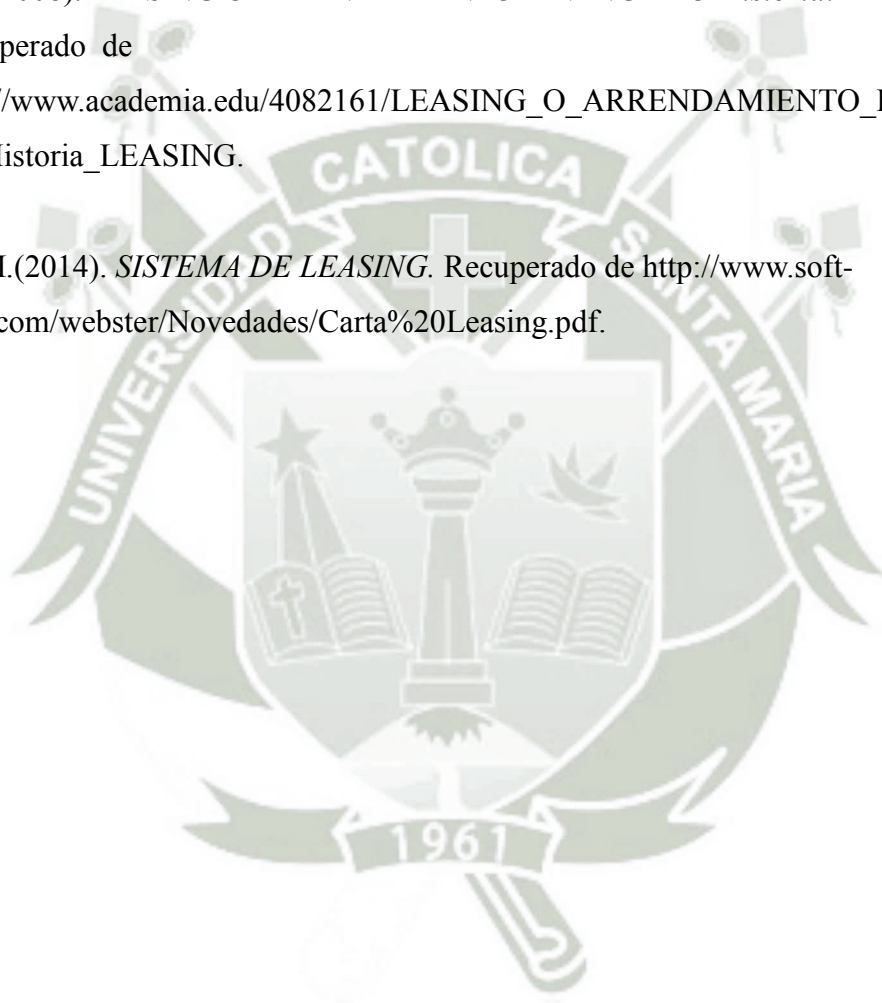 perado de
//www.academia.edu/4082161/LEASING_O_ARRENDAMIENTO_
istoria_LEASING.
(2014). SISTEMA DE LEASING. Recuperado de http://www.soft-
com/webster/Novedades/Carta%20Leasing.pdf.
UNIVERSIDAD CATOLICA SANTA MARIA
1961